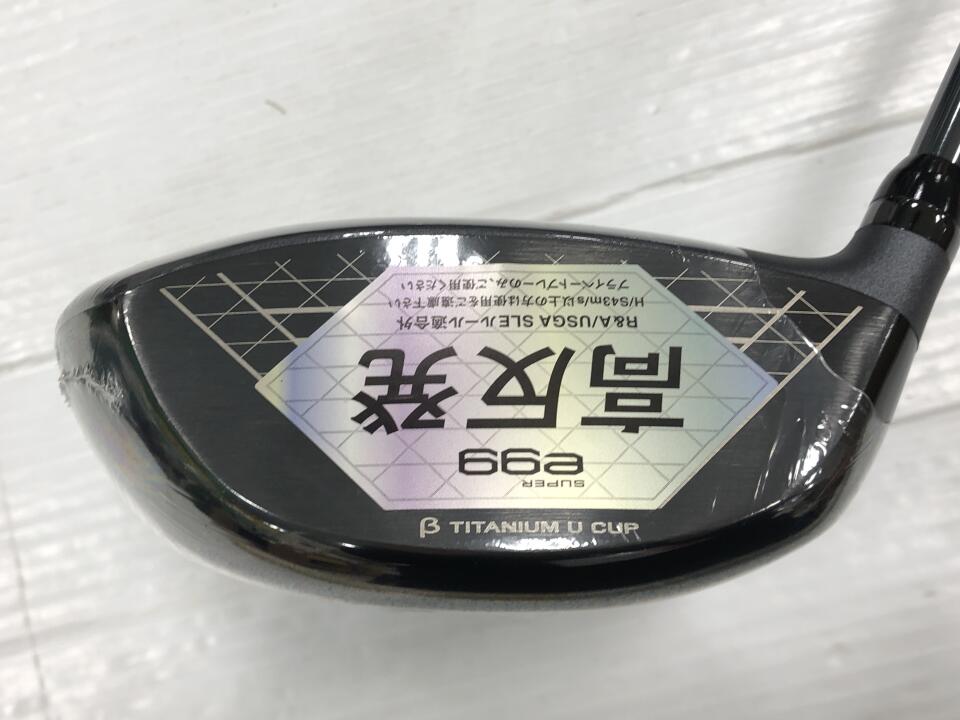 SUPER
egg
高反発
R&A/USGA SLEルール適合外
H/S43m/s以上の方は使用をご遠慮下さい
プライベートプレーのみ、ご使用ください
β TITANIUM U CUP